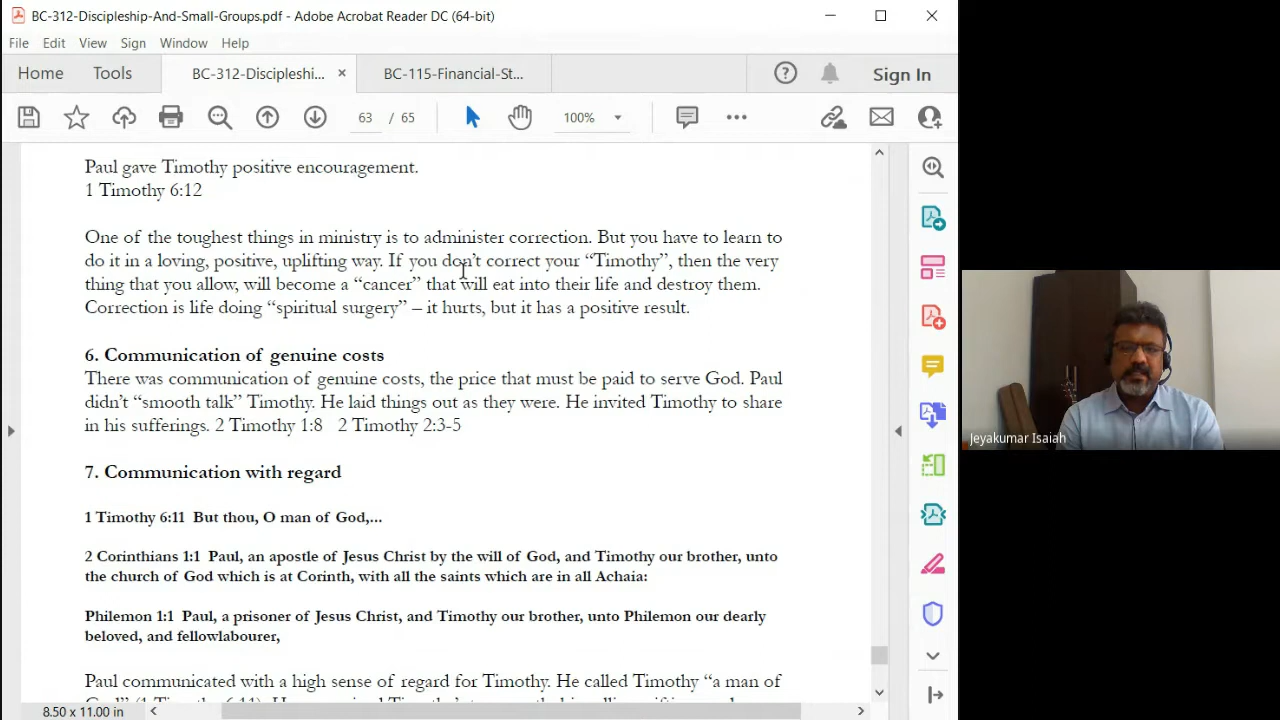 BC-312-Discipleship-And-Small-Groups.pdf - Adobe Acrobat Reader DC (64-bit)
File Edit View Sign Window Help
Home Tools BC-312-Discipleshi... × BC-115-Financial-St... Sign In
63 / 65 100%
Paul gave Timothy positive encouragement.
1 Timothy 6:12
One of the toughest things in ministry is to administer correction. But you have to learn to
do it in a loving, positive, uplifting way. If you don't correct your “Timothy”, then the very
thing that you allow, will become a “cancer” that will eat into their life and destroy them.
Correction is life doing “spiritual surgery” – it hurts, but it has a positive result.
6. Communication of genuine costs
There was communication of genuine costs, the price that must be paid to serve God. Paul
didn't “smooth talk” Timothy. He laid things out as they were. He invited Timothy to share
in his sufferings. 2 Timothy 1:8 2 Timothy 2:3-5
7. Communication with regard
1 Timothy 6:11 But thou, O man of God,...
2 Corinthians 1:1 Paul, an apostle of Jesus Christ by the will of God, and Timothy our brother, unto
the church of God which is at Corinth, with all the saints which are in all Achaia:
Philemon 1:1 Paul, a prisoner of Jesus Christ, and Timothy our brother, unto Philemon our dearly
beloved, and fellowlabourer,
Paul communicated with a high sense of regard for Timothy. He called Timothy “a man of
8.50 x 11.00 in
Jeyakumar Isaiah